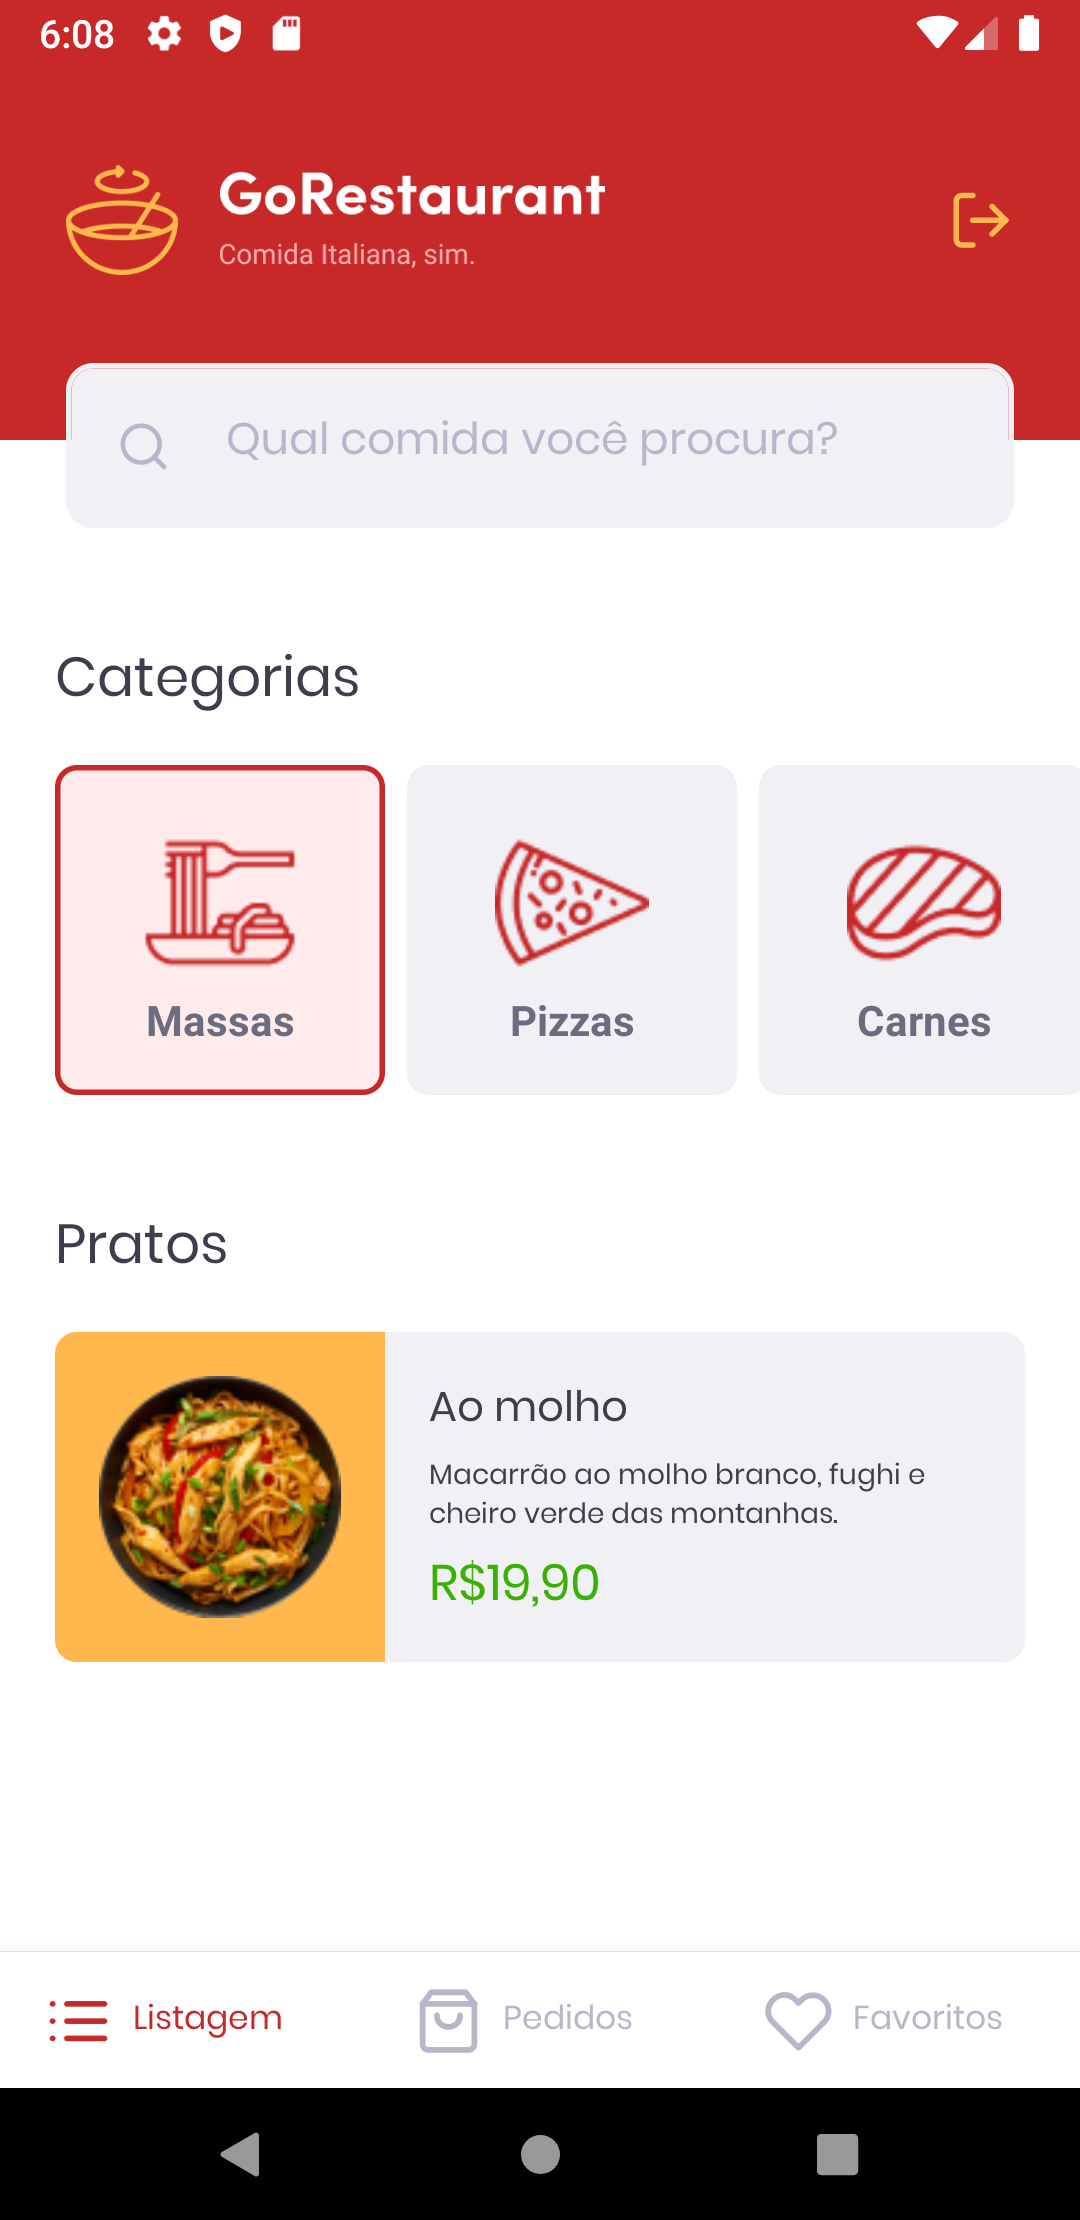 6:08
GoRestaurant
Comida Italiana, sim.
Qual comida você procura?
Categorias
Massas
Pizzas
Carnes
Pratos
Ao molho
Macarrão ao molho branco, fughi e
cheiro verde das montanhas.
R$19,90
Listagem
Pedidos
Favoritos